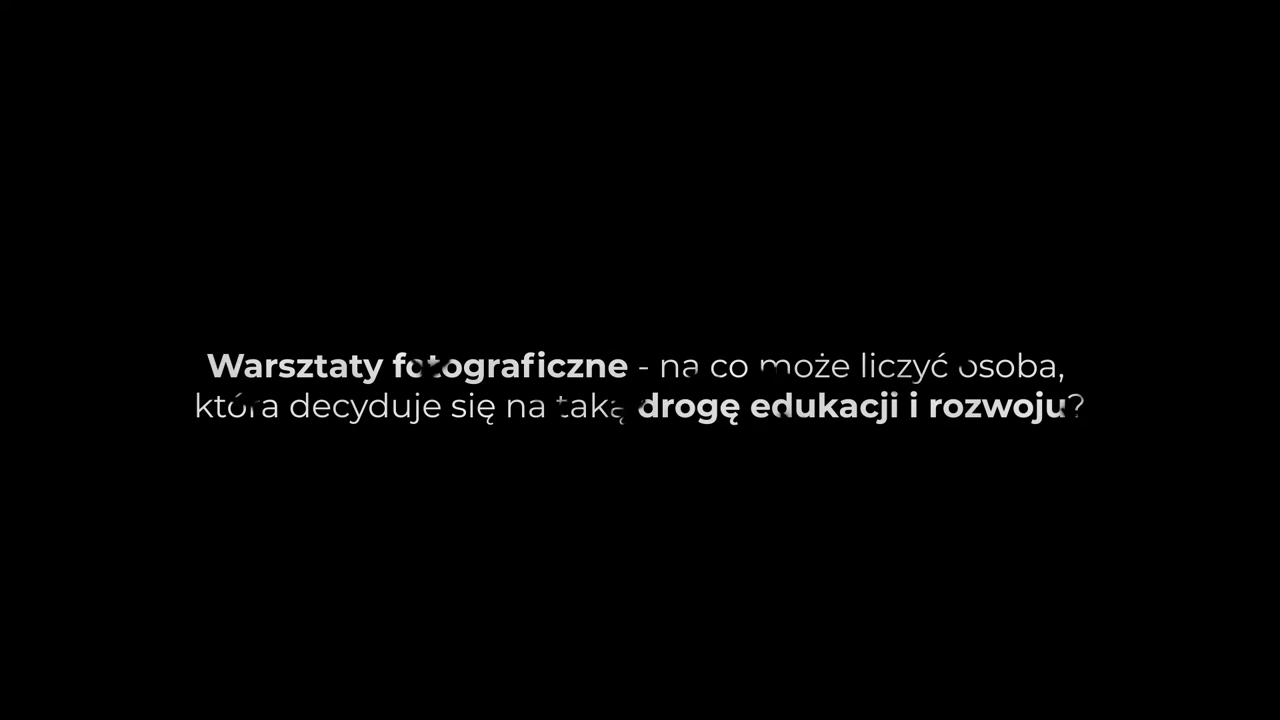 Warsztaty fotograficzne - na co może liczyć osoba,
która decyduje się na taką drogę edukacji i rozwoju?